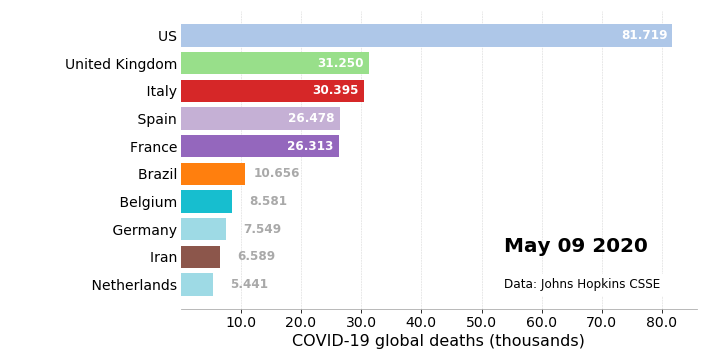 US 81.719
United Kingdom 31.250
Italy 30.395
Spain 26.478
France 26.313
Brazil 10.656
Belgium 8.581
Germany 7.549
Iran 6.589
Netherlands 5.441
May 09 2020
Data: Johns Hopkins CSSE
10.0 20.0 30.0 40.0 50.0 60.0 70.0 80.0
COVID-19 global deaths (thousands)